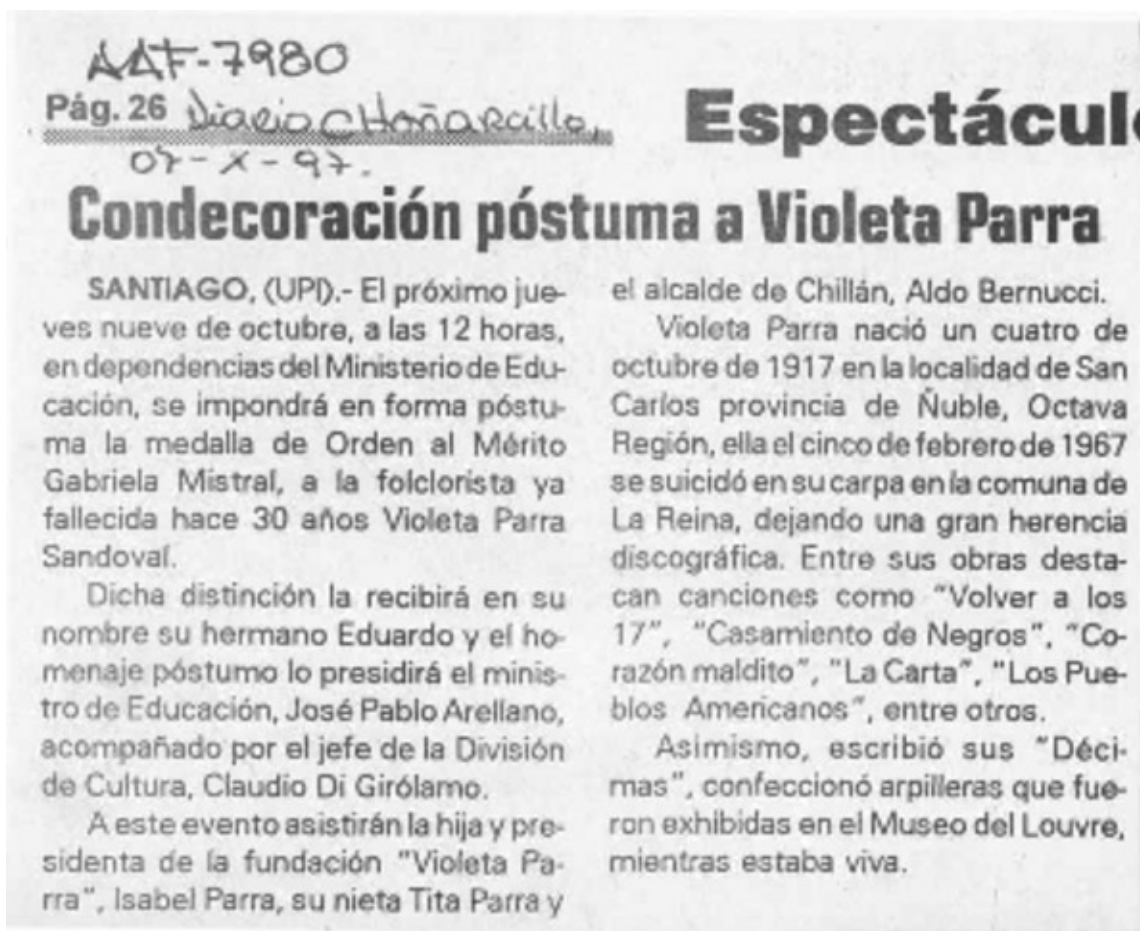 AAF-7980
Pág. 26 Diario CHañarcillo,
07-X-97.
Espectácul
Condecoración póstuma a Violeta Parra
SANTIAGO, (UPI).- El próximo jue-
ves nueve de octubre, a las 12 horas,
en dependencias del Ministerio de Edu-
cación, se impondrá en forma póstu-
ma la medalla de Orden al Mérito
Gabriela Mistral, a la folclorista ya
fallecida hace 30 años Violeta Parra
Sandoval.
Dicha distinción la recibirá en su
nombre su hermano Eduardo y el ho-
menaje póstumo lo presidirá el minis-
tro de Educación, José Pablo Arellano,
acompañado por el jefe de la División
de Cultura, Claudio Di Girólamo.
A este evento asistirán la hija y pre-
sidenta de la fundación "Violeta Pa-
rra", Isabel Parra, su nieta Tita Parra y
el alcalde de Chillán, Aldo Bernucci.
Violeta Parra nació un cuatro de
octubre de 1917 en la localidad de San
Carlos provincia de Ñuble, Octava
Región, ella el cinco de febrero de 1967
se suicidó en su carpa en la comuna de
La Reina, dejando una gran herencia
discográfica. Entre sus obras desta-
can canciones como "Volver a los
17", "Casamiento de Negros", "Co-
razón maldito", "La Carta", "Los Pue-
blos Americanos", entre otros.
Asimismo, escribió sus "Déci-
mas", confeccionó arpilleras que fue-
ron exhibidas en el Museo del Louvre,
mientras estaba viva.